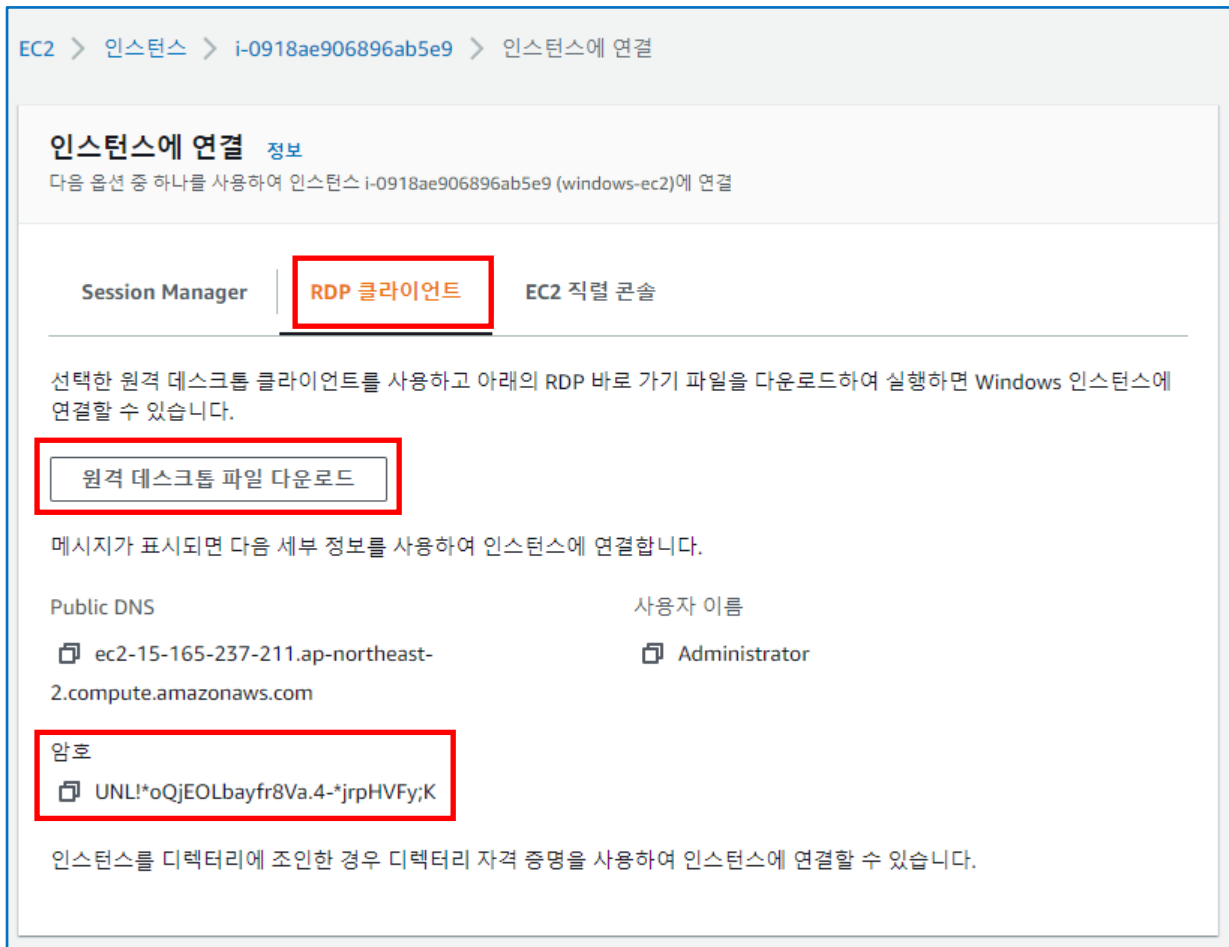 EC2 > 인스턴스 > i-0918ae906896ab5e9 > 인스턴스에 연결
인스턴스에 연결 정보
다음 옵션 중 하나를 사용하여 인스턴스 i-0918ae906896ab5e9 (windows-ec2)에 연결
Session Manager RDP 클라이언트 EC2 직렬 콘솔
선택한 원격 데스크톱 클라이언트를 사용하고 아래의 RDP 바로 가기 파일을 다운로드하여 실행하면 Windows 인스턴스에
연결할 수 있습니다.
원격 데스크톱 파일 다운로드
메시지가 표시되면 다음 세부 정보를 사용하여 인스턴스에 연결합니다.
Public DNS 사용자 이름
ec2-15-165-237-211.ap-northeast- Administrator
2.compute.amazonaws.com
암호
UNL!*oQjEOLbayfr8Va.4-*jrpHVFy;K
인스턴스를 디렉터리에 조인한 경우 디렉터리 자격 증명을 사용하여 인스턴스에 연결할 수 있습니다.